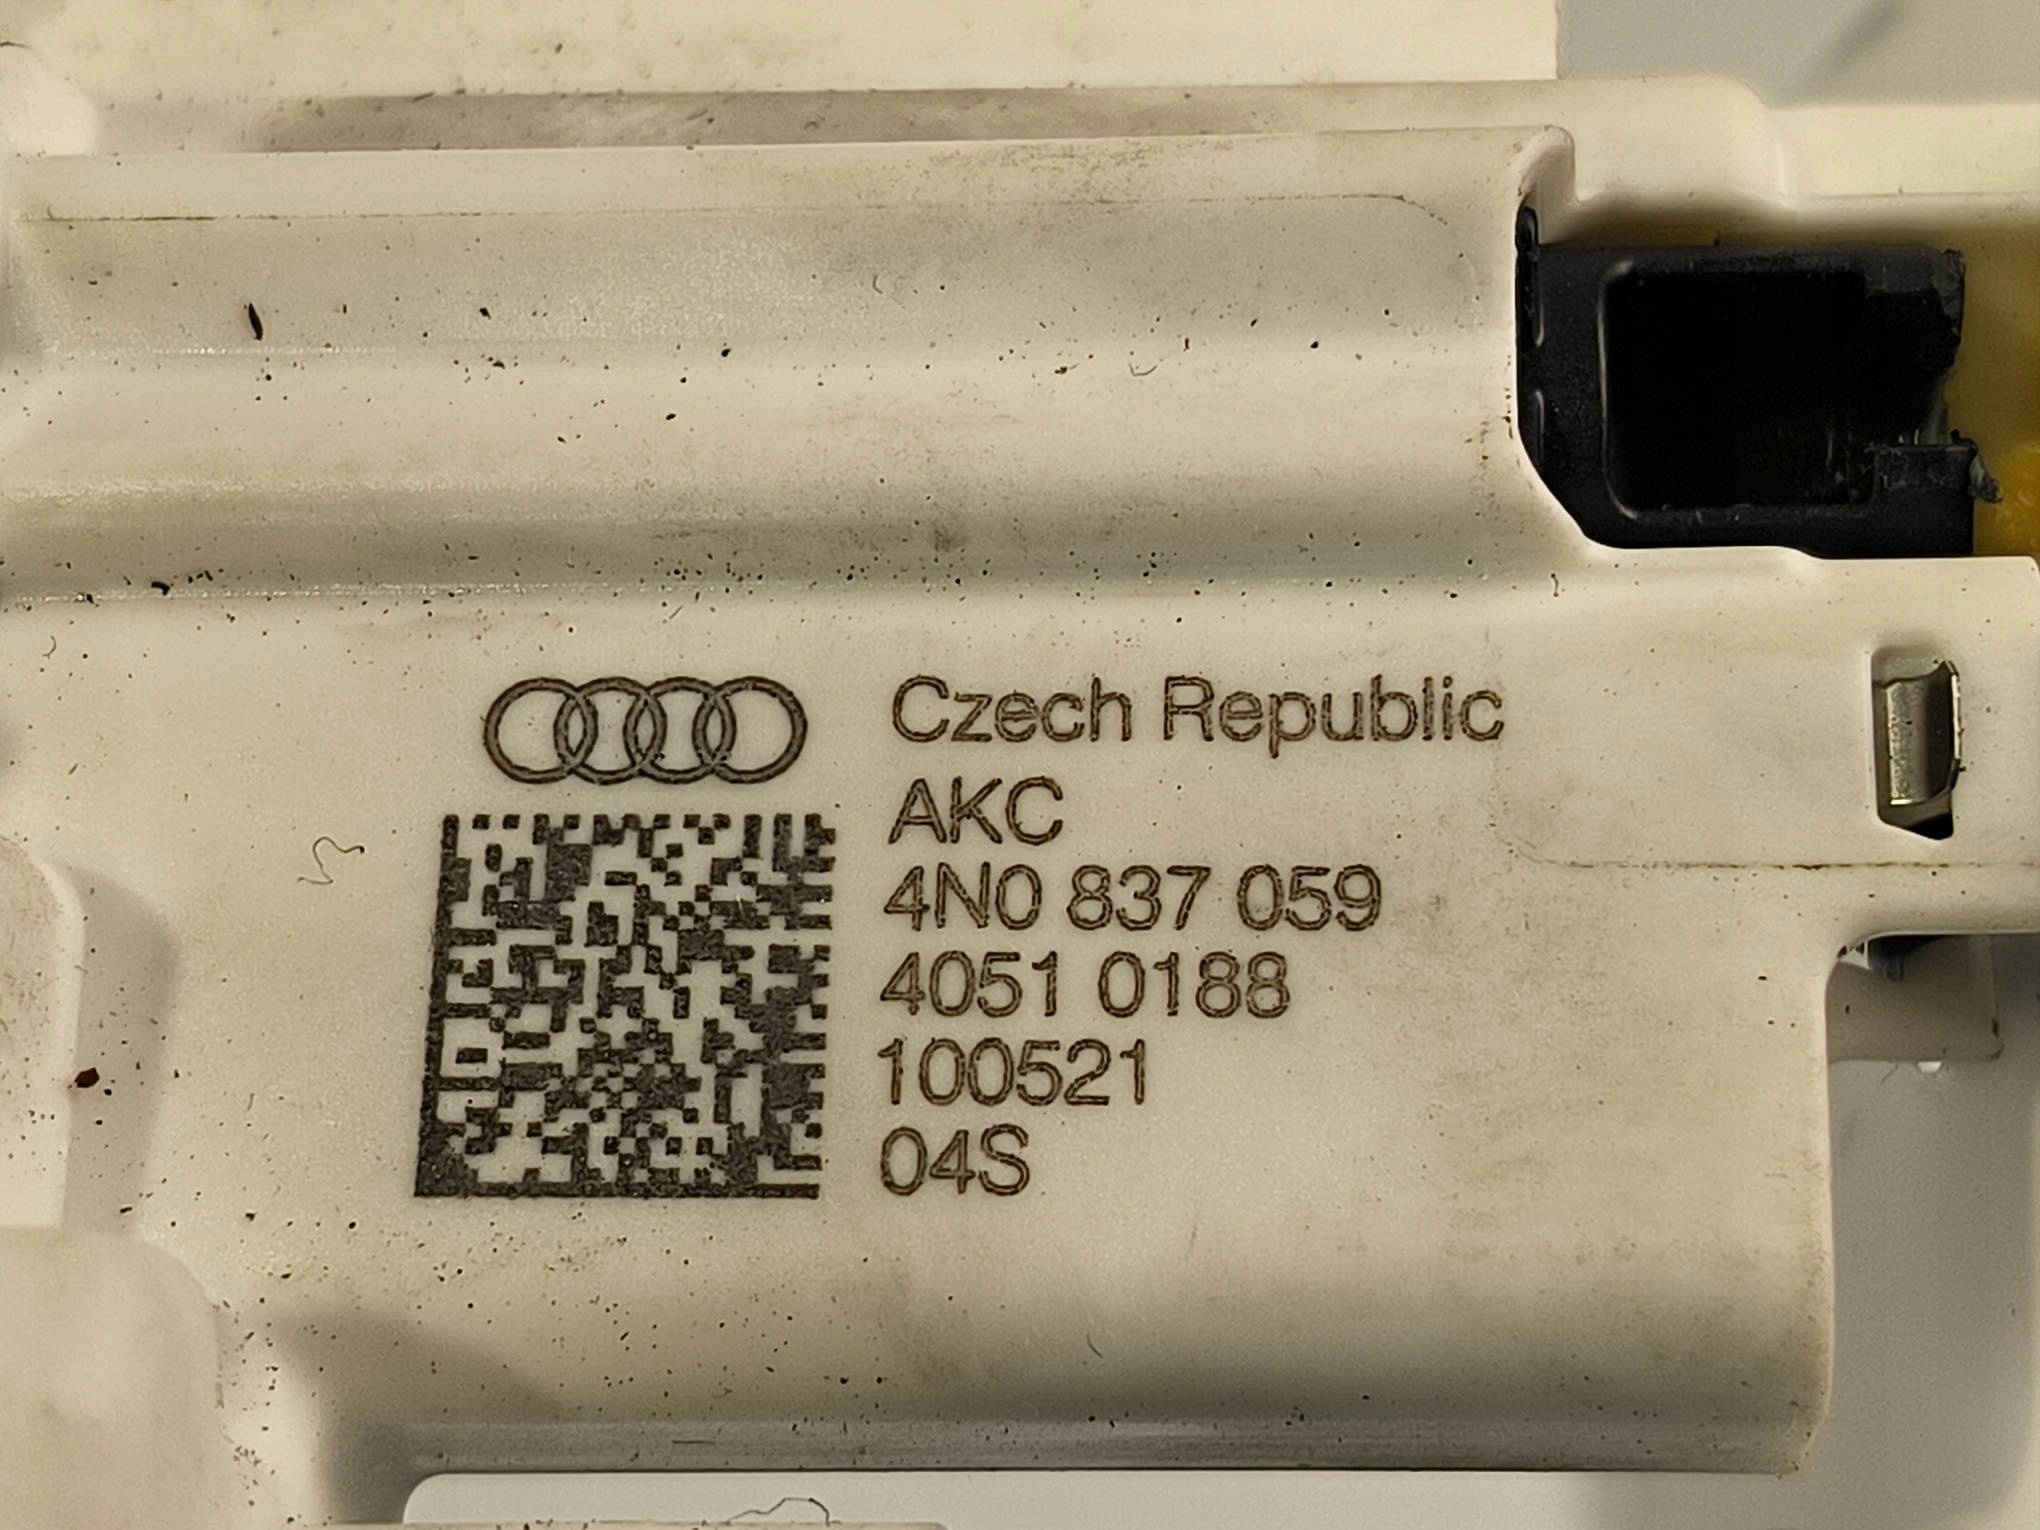 Czech Republic
AKC
4N0 837 059
4051 0188
100521
04S